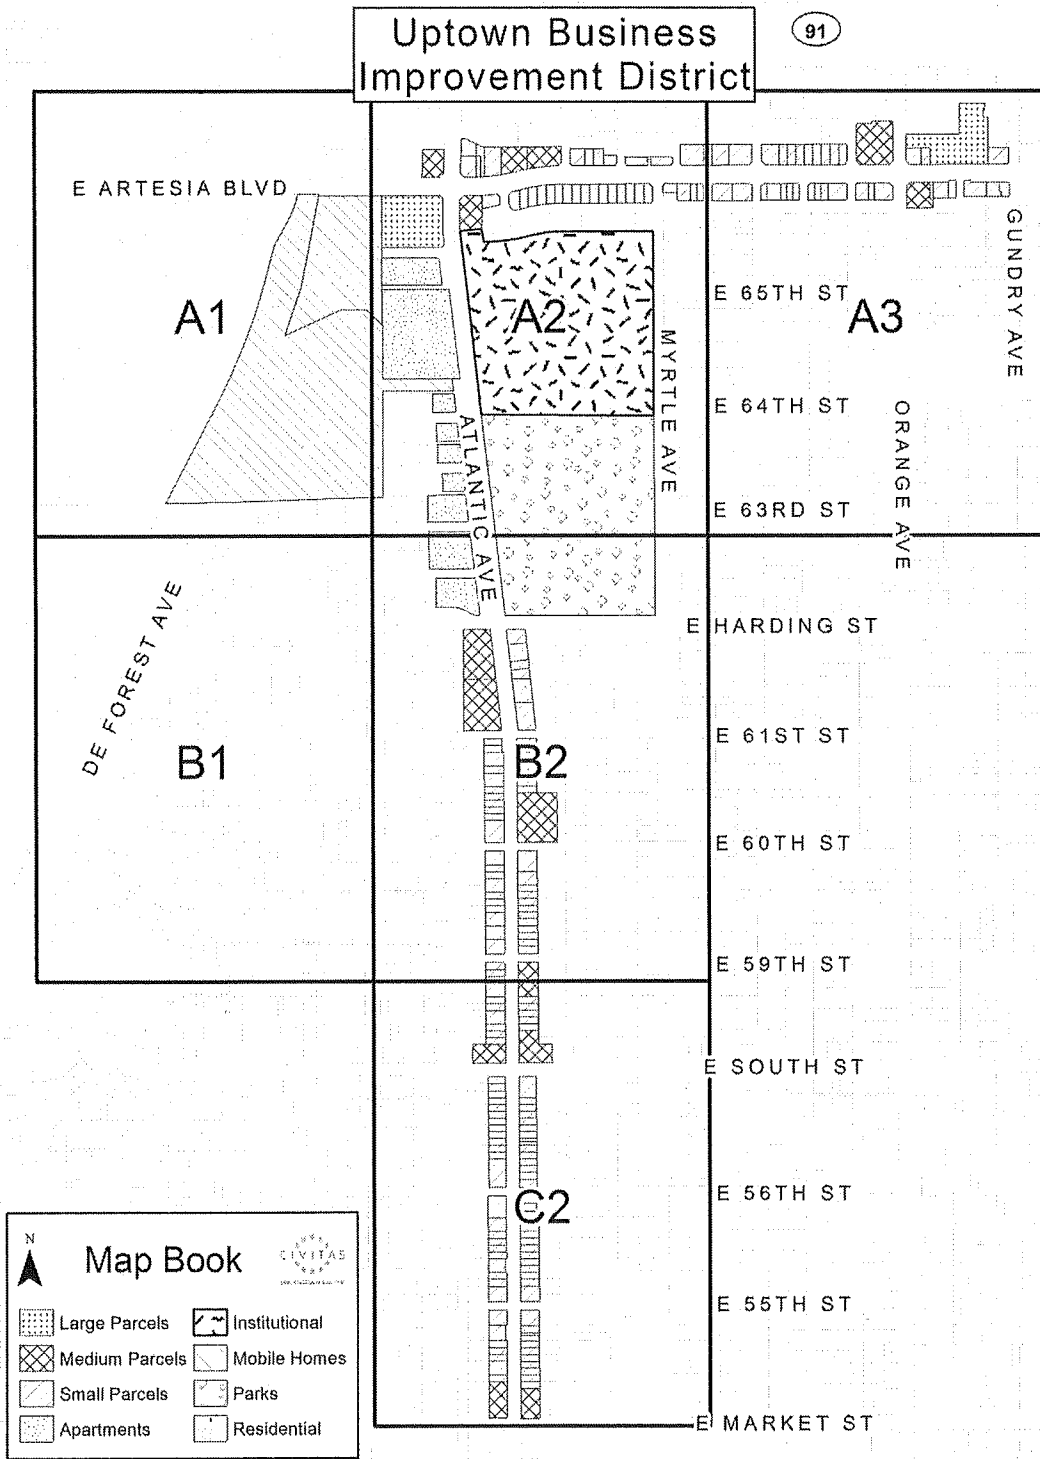 Uptown Business
Improvement District
91
E ARTESIA BLVD
GUNDRY AVE
E 65TH ST
A1
A2
A3
MYRTLE AVE
E 64TH ST
ORANGE AVE
ATLANTIC AVE
E 63RD ST
DE FOREST AVE
E HARDING ST
E 61ST ST
B1
B2
E 60TH ST
E 59TH ST
E SOUTH ST
E 56TH ST
C2
N
Map Book
CIVITAS
E 55TH ST
Large Parcels
Institutional
Medium Parcels
Mobile Homes
Small Parcels
Parks
Apartments
Residential
E MARKET ST